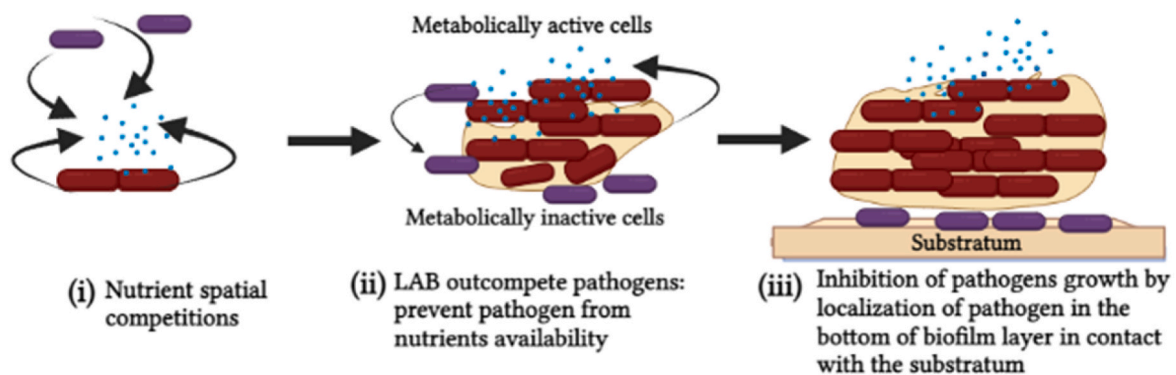 Metabolically active cells
Metabolically inactive cells
Substratum
(i) Nutrient spatial
competitions
(ii) LAB outcompete pathogens:
prevent pathogen from
nutrients availability
(iii) Inhibition of pathogens growth by
localization of pathogen in the
bottom of biofilm layer in contact
with the substratum